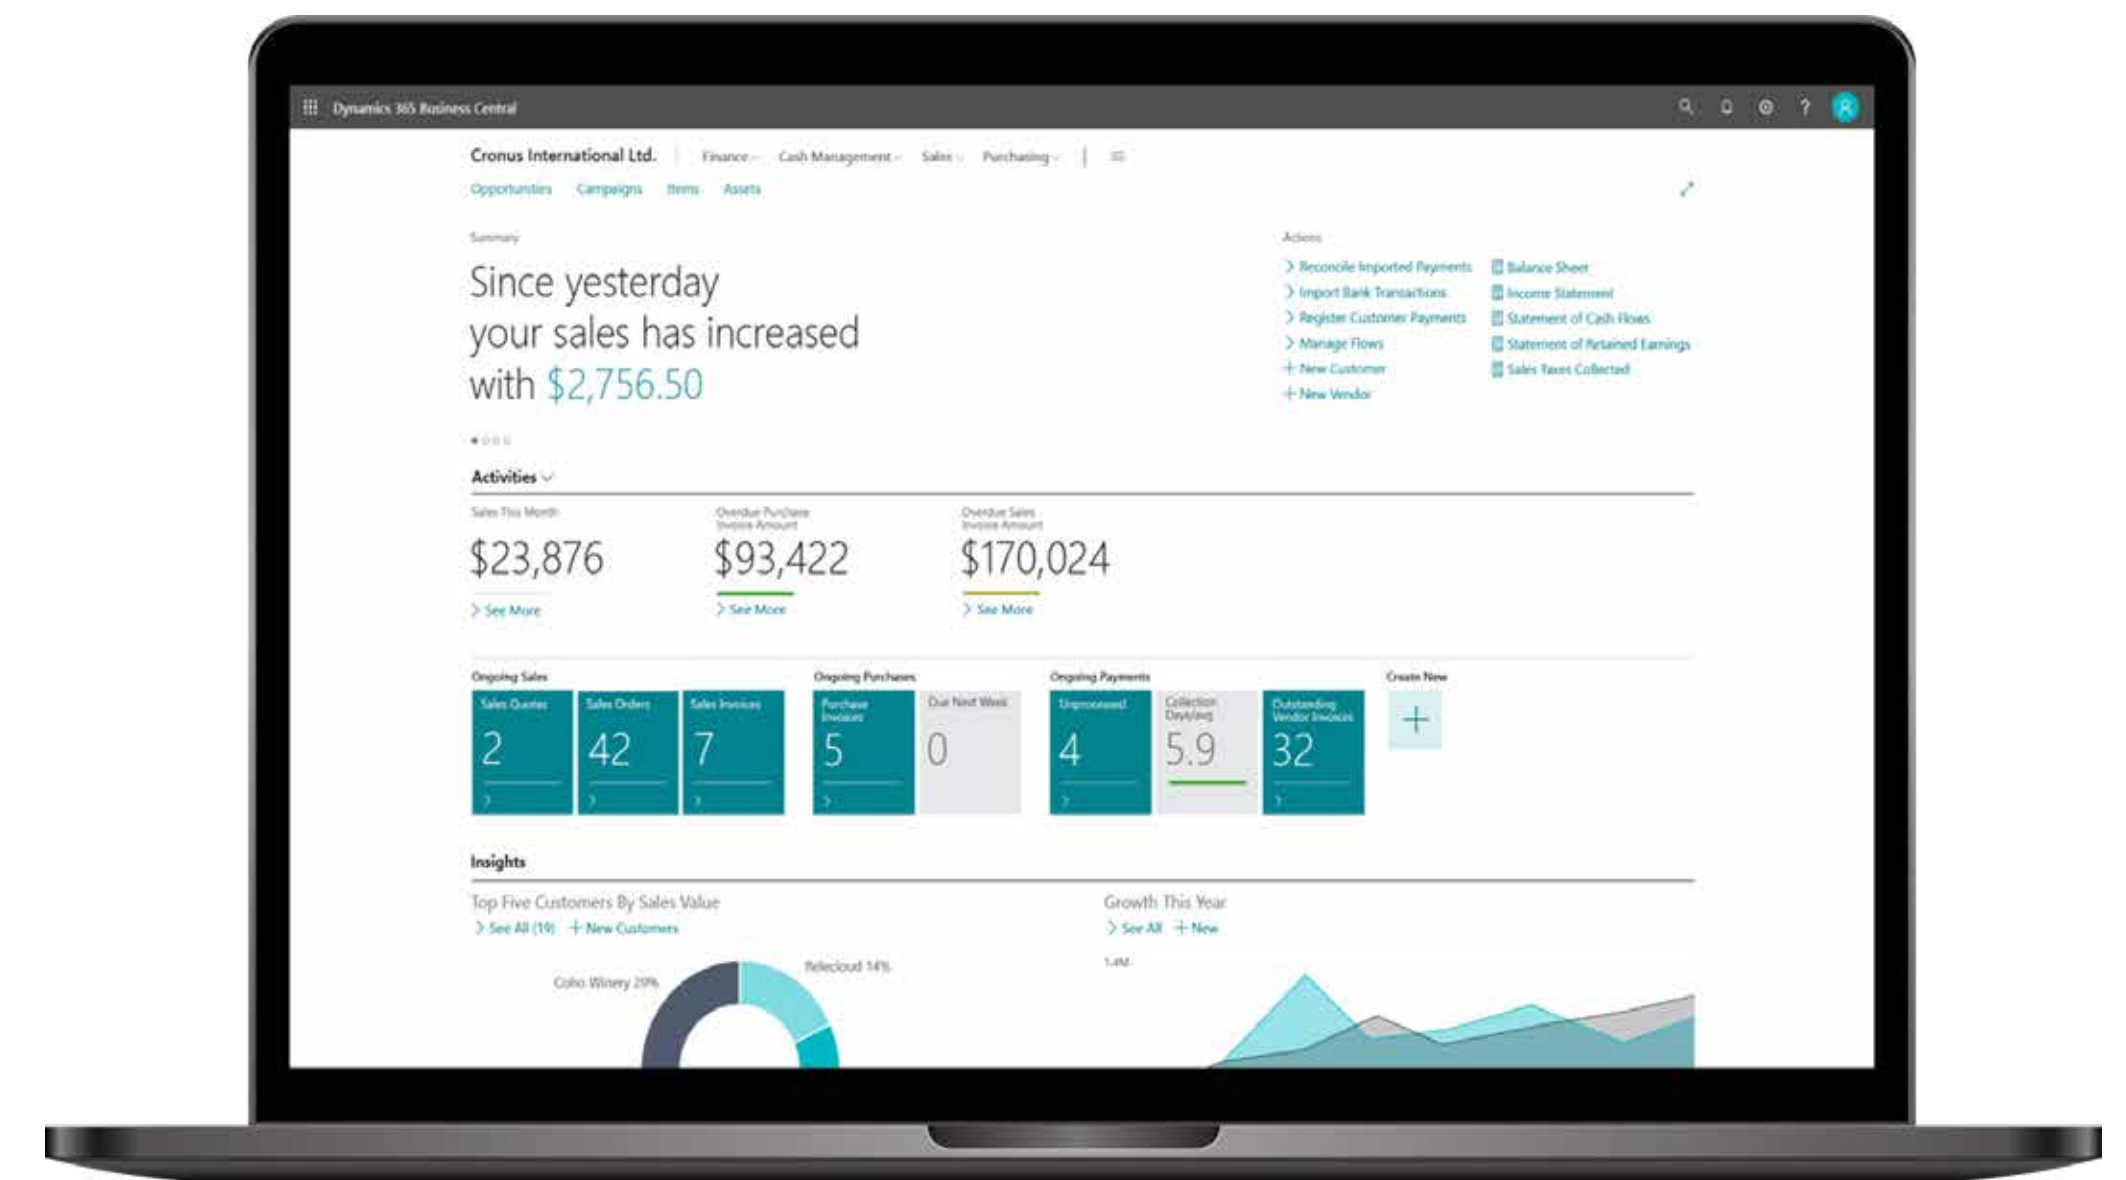 Dynamics 365 Business Central
?
Cronus International Ltd.
Finance
Cash Management
Sales
Purchasing
Opportunities
Campaigns
Items
Assets
Summary
Since yesterday
your sales has increased
with $2,756.50
Actions
Reconcile Imported Payments
Import Bank Transactions
Register Customer Payments
Manage Flows
+ New Customer
+ New Vendor
Balance Sheet
Income Statement
Statement of Cash Flows
Statement of Retained Earnings
Sales Taxes Collected
Activities
Sales This Month
$23,876
> See More
Overdue Purchase
Invoice Amount
$93,422
> See More
Overdue Sales
Invoice Amount
$170,024
> See More
Ongoing Sales
Sales Quotes
2
Sales Orders
42
Sales Invoices
7
Ongoing Purchases
Purchase
Invoices
5
Due Next Week
0
Ongoing Payments
Unprocessed
4
Collection
Days/avg
5.9
Outstanding
Vendor Invoices
32
Create New
+
Insights
Top Five Customers By Sales Value
> See All (19) + New Customers
Coho Winery 29%
Relecloud 14%
Growth This Year
> See All + New
1.4M